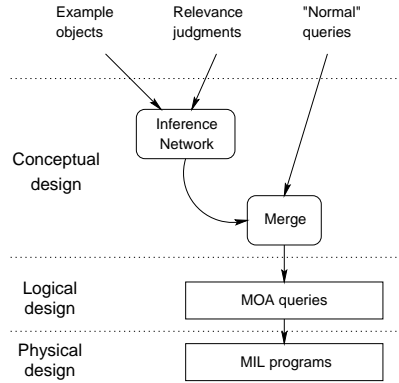 Example
objects
Relevance
judgments
"Normal"
queries
Inference
Network
Conceptual
design
Merge
Logical
design
MOA queries
Physical
design
MIL programs